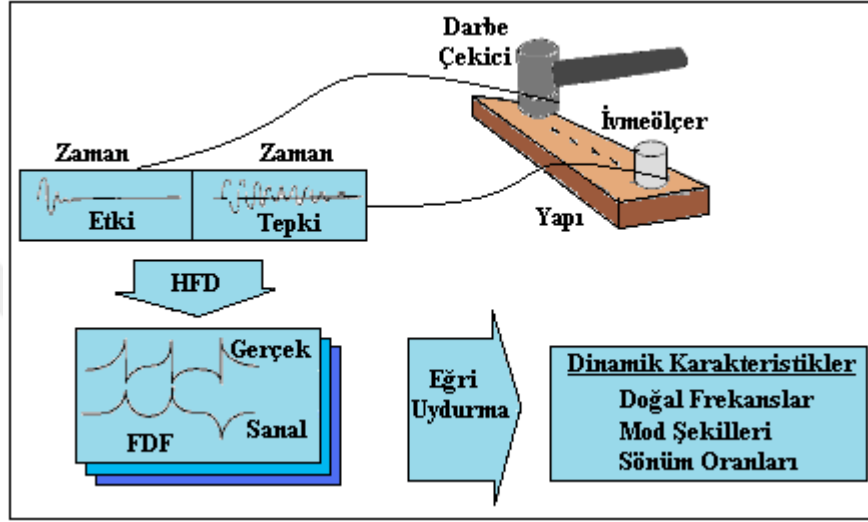 Darbe
Çekici
İvmeölçer
Zaman
Zaman
Etki
Tepki
Yapı
HFD
Gerçek
FDF
Sanal
Eğri
Uydurma
Dinamik Karakteristikler
Doğal Frekanslar
Mod Şekilleri
Sönüm Oranları